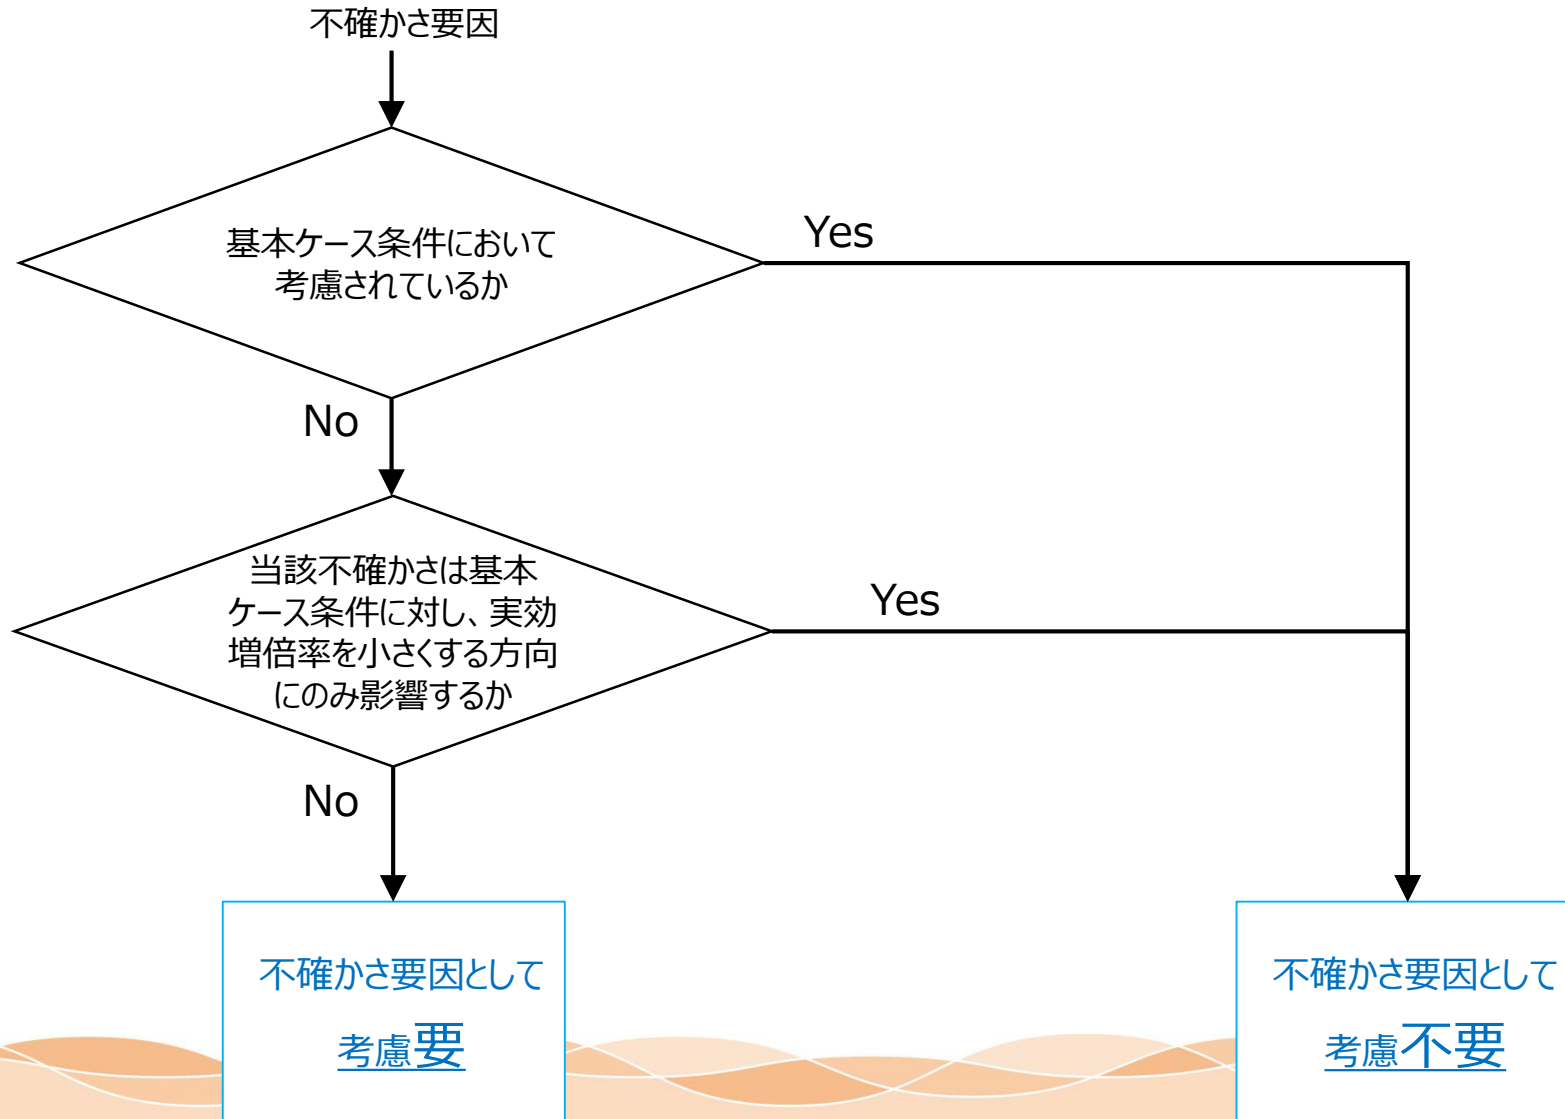 不確かさ要因
基本ケース条件において
考慮されているか
Yes
No
当該不確かさは基本
ケース条件に対し、実効
増倍率を小さくする方向
にのみ影響するか
Yes
No
不確かさ要因として
考慮要
不確かさ要因として
考慮不要